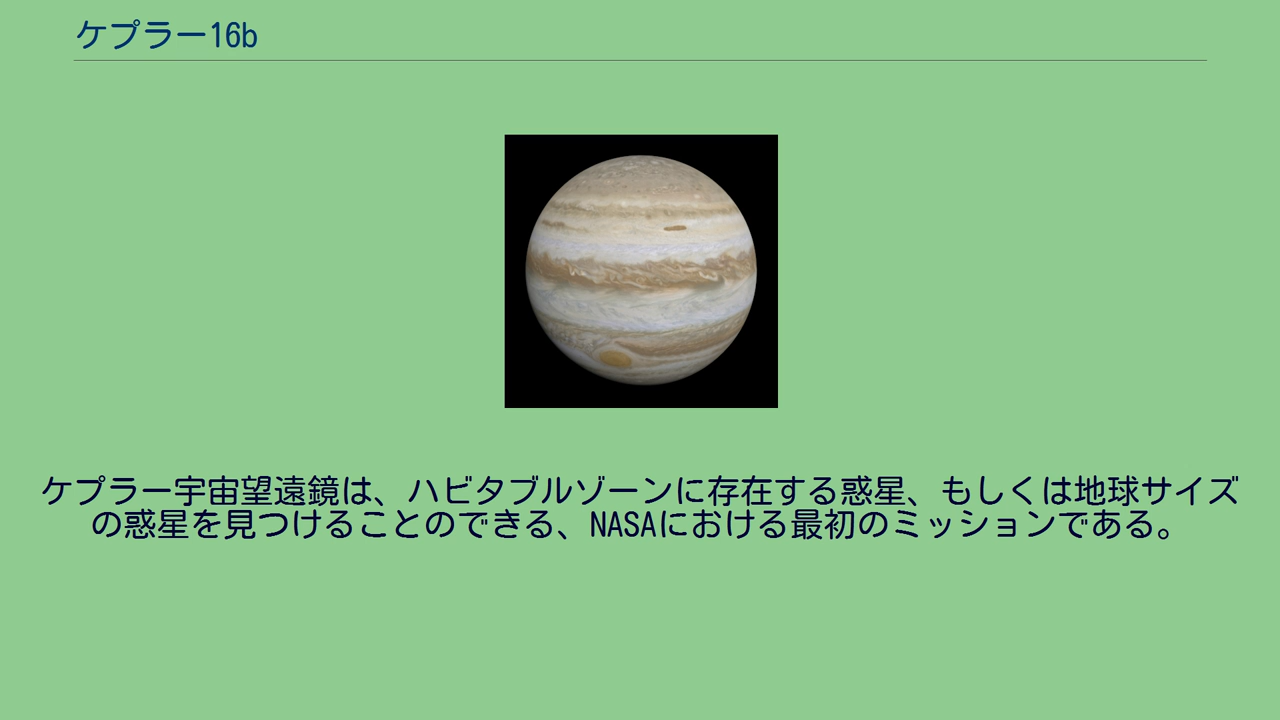 ケプラー16b
ケプラー宇宙望遠鏡は、ハビタブルゾーンに存在する惑星、もしくは地球サイズ
の惑星を見つけることのできる、NASAにおける最初のミッションである。